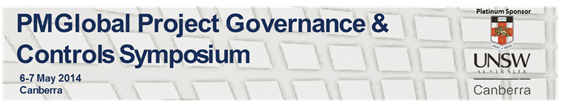 PMGlobal Project Governance &
Controls Symposium
6-7 May 2014
Canberra
Platinum Sponsor
UNSW
AUSTRALIA
Canberra